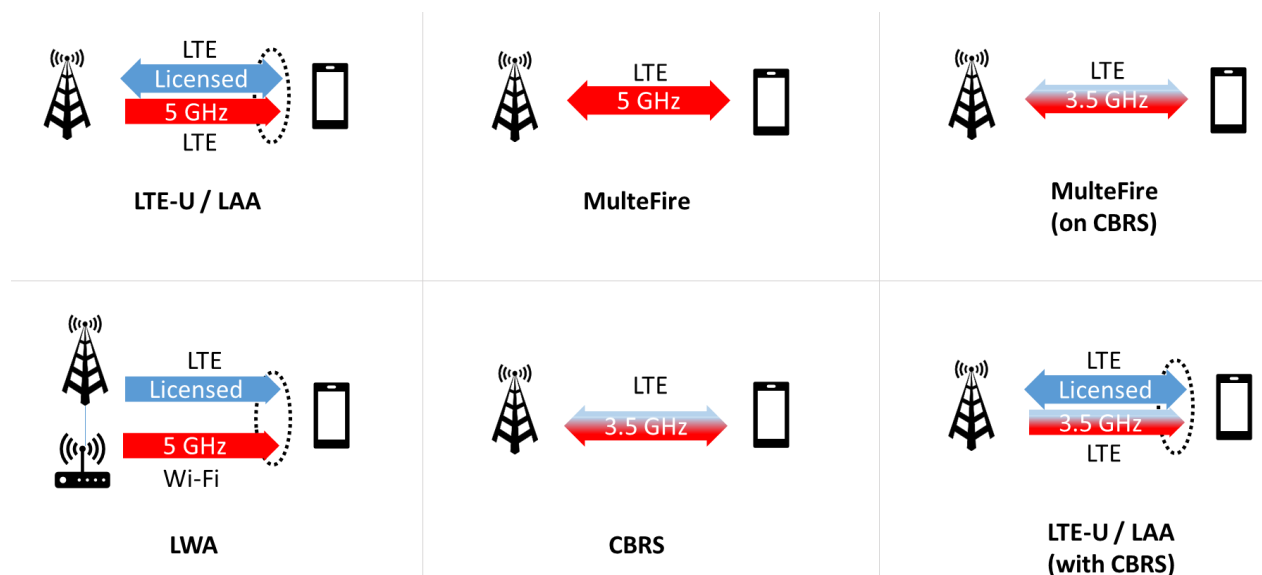 LTE
Licensed
5 GHz
LTE
LTE-U / LAA
LTE
5 GHz
MulteFire
LTE
3.5 GHz
MulteFire
(on CBRS)
LTE
Licensed
5 GHz
Wi-Fi
LWA
LTE
3.5 GHz
CBRS
LTE
Licensed
3.5 GHz
LTE
LTE-U / LAA
(with CBRS)